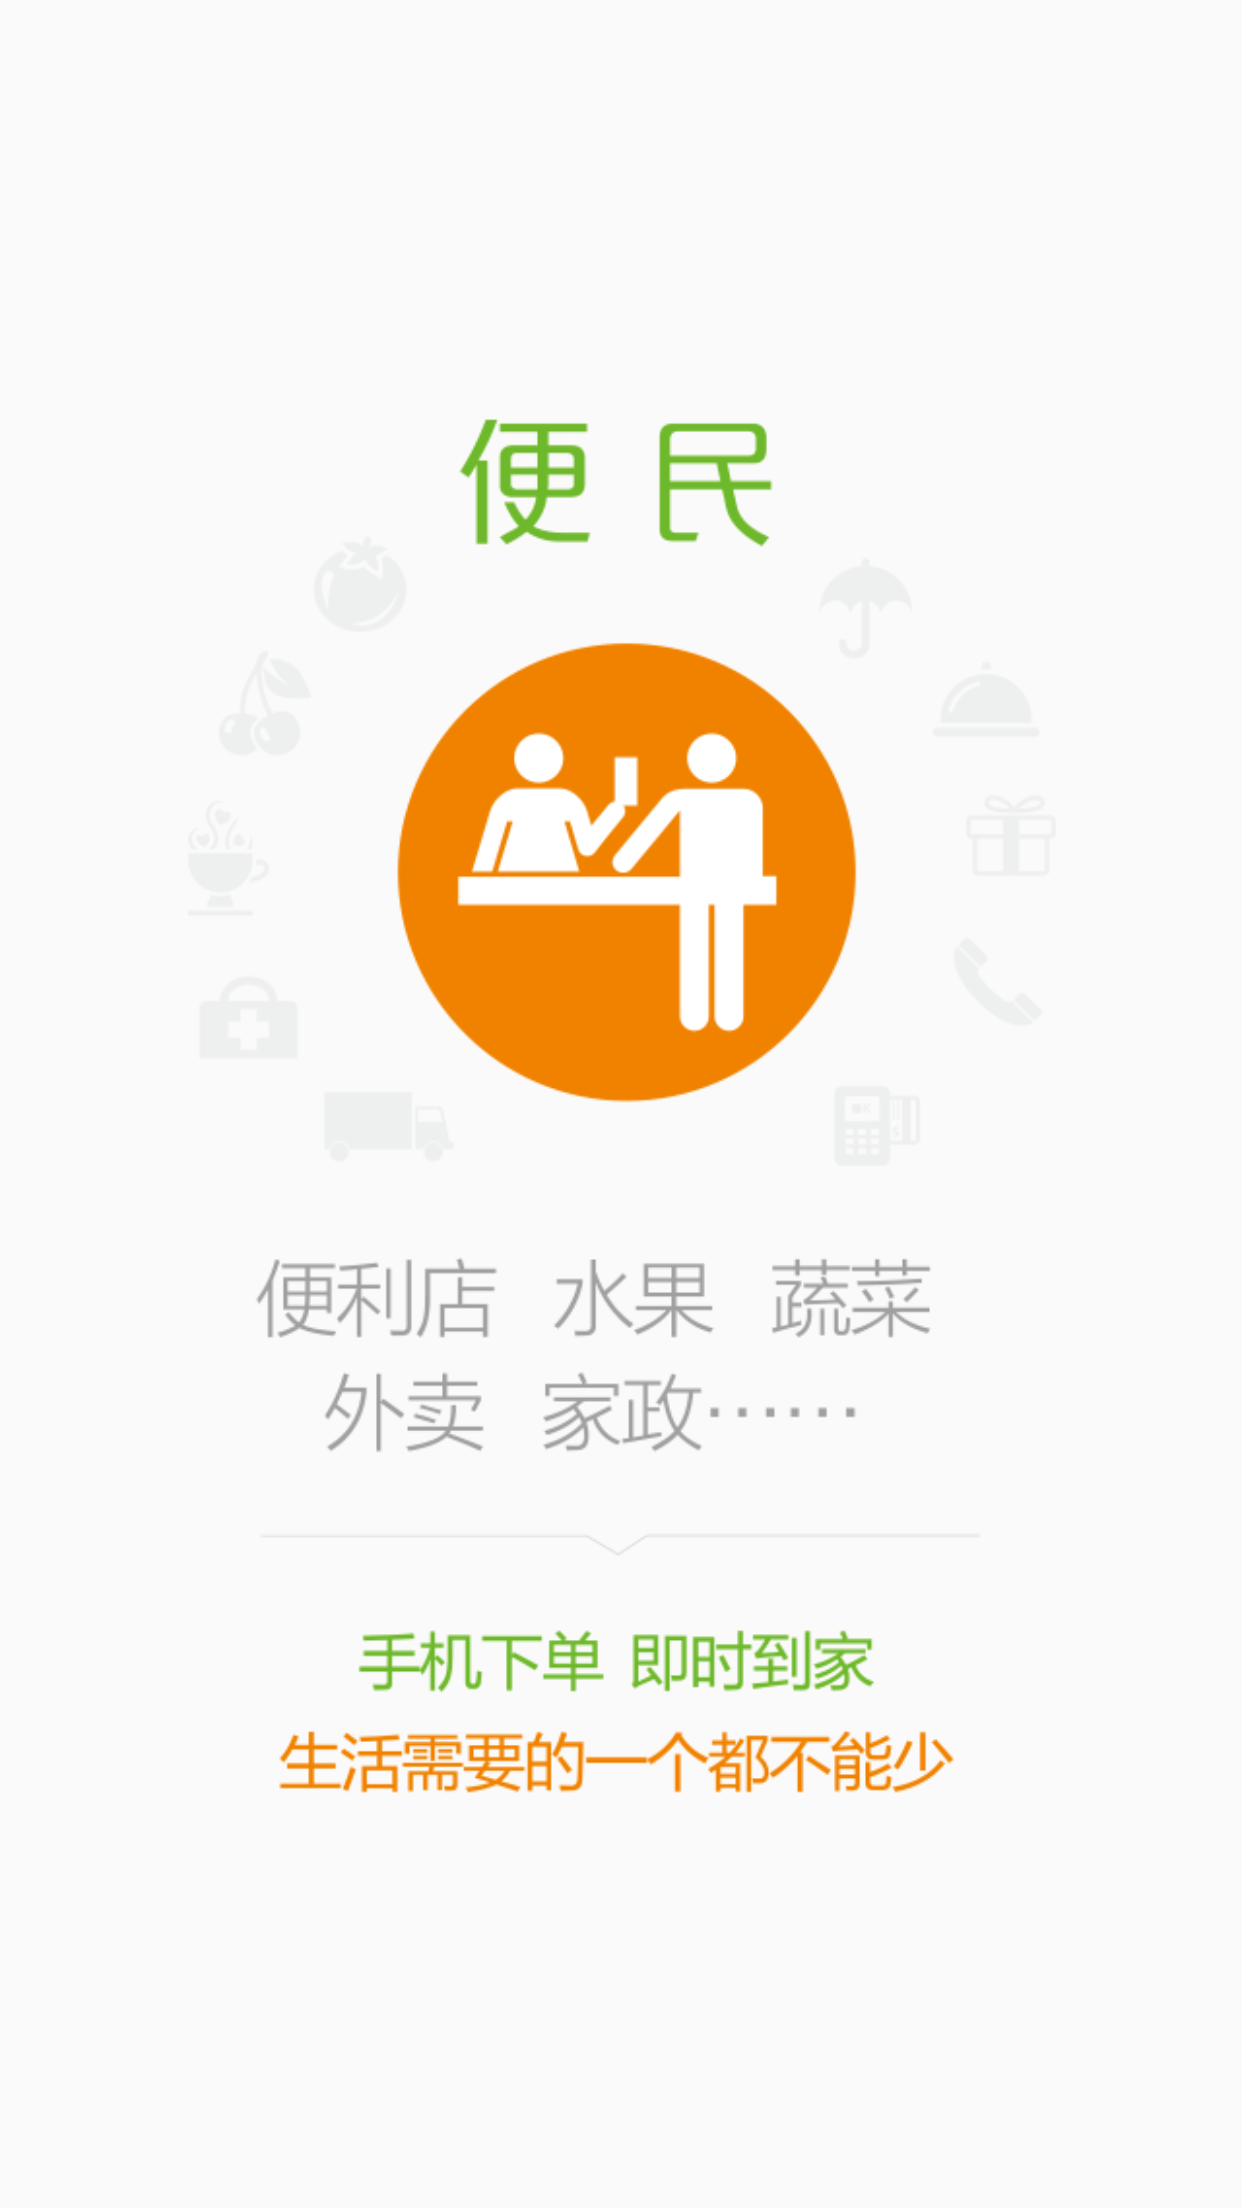 便民
便利店 水果 蔬菜
外卖 家政……
手机下单 即时到家
生活需要的一个都不能少